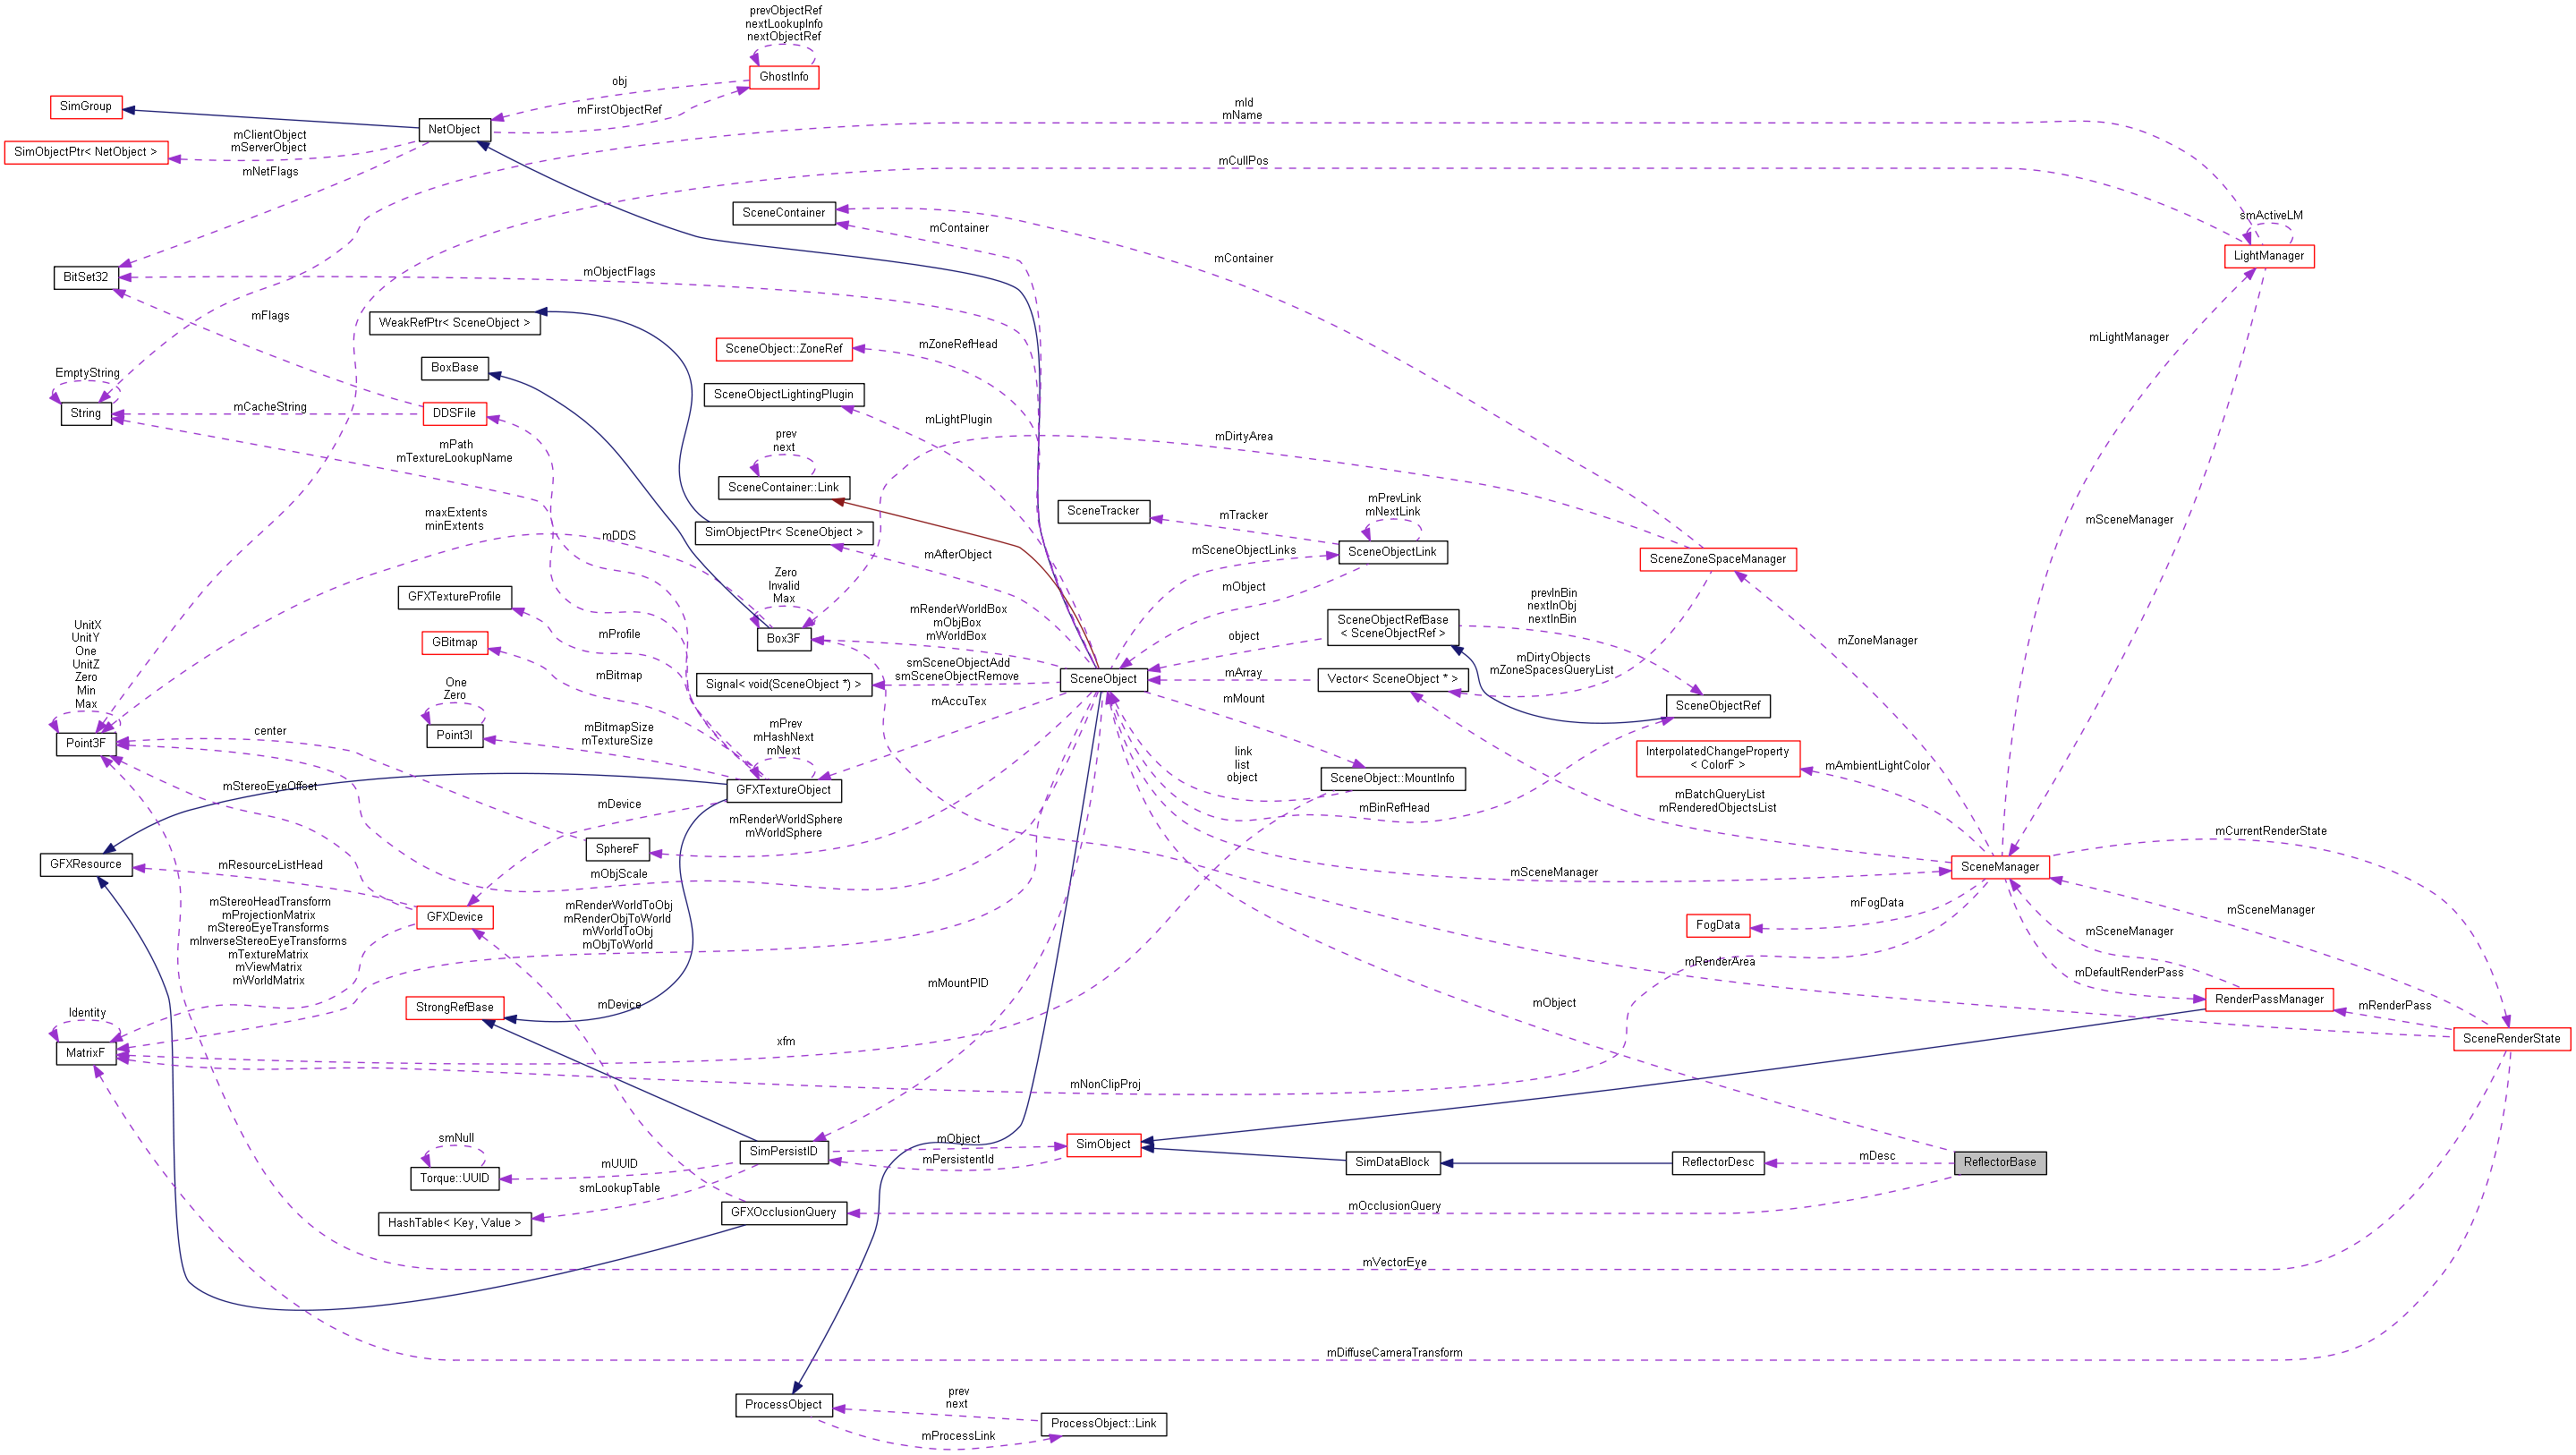 prevObjectRef
nextLookupInfo
nextObjectRef
GhostInfo
obj
SimGroup
mFirstObjectRef
mId
mName
NetObject
mClientObject
mServerObject
SimObjectPtr< NetObject >
mNetFlags
mCullPos
SceneContainer
smActiveLM
mContainer
LightManager
mContainer
BitSet32
mObjectFlags
mFlags
WeakRefPtr< SceneObject >
mLightManager
SceneObject::ZoneRef
mZoneRefHead
BoxBase
EmptyString
SceneObjectLightingPlugin
String
mCacheString
DDSFile
mLightPlugin
prev
next
mDirtyArea
mPath
mTextureLookupName
SceneContainer::Link
mPrevLink
mNextLink
SceneTracker
mTracker
mSceneManager
maxExtents
minExtents
mDDS
SimObjectPtr< SceneObject >
mAfterObject
mSceneObjectLinks
SceneObjectLink
SceneZoneSpaceManager
Zero
Invalid
Max
mObject
GFXTextureProfile
prevInBin
nextInObj
nextInBin
mRenderWorldBox
mObjBox
mWorldBox
UnitX
UnitY
One
UnitZ
Zero
Min
Max
mProfile
Box3F
object
SceneObjectRefBase
< SceneObjectRef >
mZoneManager
GBitmap
mBitmap
smSceneObjectAdd
smSceneObjectRemove
mDirtyObjects
mZoneSpacesQueryList
One
Zero
Signal< void(SceneObject *) >
SceneObject
mArray
Vector< SceneObject * >
mAccuTex
mMount
SceneObjectRef
mBitmapSize
mTextureSize
mPrev
mHashNext
mNext
Point3F
center
Point3I
link
list
object
InterpolatedChangeProperty
< ColorF >
mAmbientLightColor
SceneObject::MountInfo
mStereoEyeOffset
GFXTextureObject
mDevice
mBinRefHead
mBatchQueryList
mRenderedObjectsList
mRenderWorldSphere
mWorldSphere
mCurrentRenderState
SphereF
GFXResource
mResourceListHead
mObjScale
mSceneManager
SceneManager
mStereoHeadTransform
mProjectionMatrix
mStereoEyeTransforms
mInverseStereoEyeTransforms
mTextureMatrix
mViewMatrix
mWorldMatrix
GFXDevice
mRenderWorldToObj
mRenderObjToWorld
mWorldToObj
mObjToWorld
mFogData
FogData
mSceneManager
mSceneManager
mRenderArea
mDefaultRenderPass
mMountPID
StrongRefBase
mDevice
mObject
RenderPassManager
mRenderPass
Identity
MatrixF
xfm
SceneRenderState
mNonClipProj
smNull
SimPersistID
mObject
SimObject
mPersistentId
Torque::UUID
mUUID
SimDataBlock
ReflectorDesc
mDesc
ReflectorBase
smLookupTable
HashTable< Key, Value >
GFXOcclusionQuery
mOcclusionQuery
mVectorEye
mDiffuseCameraTransform
ProcessObject
prev
next
ProcessObject::Link
mProcessLink